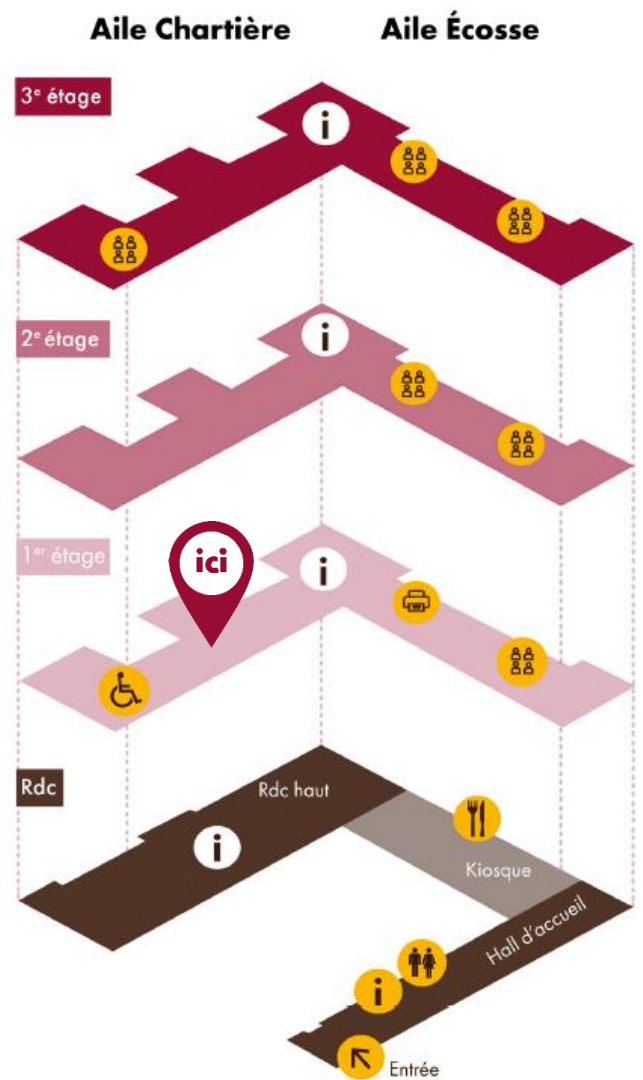 Aile Chartière Aile Écosse
3e étage
i
2e étage
i
1er étage
ici
i
Rdc
Rdc haut
i
Kiosque
Hall d'accueil
i
Entrée